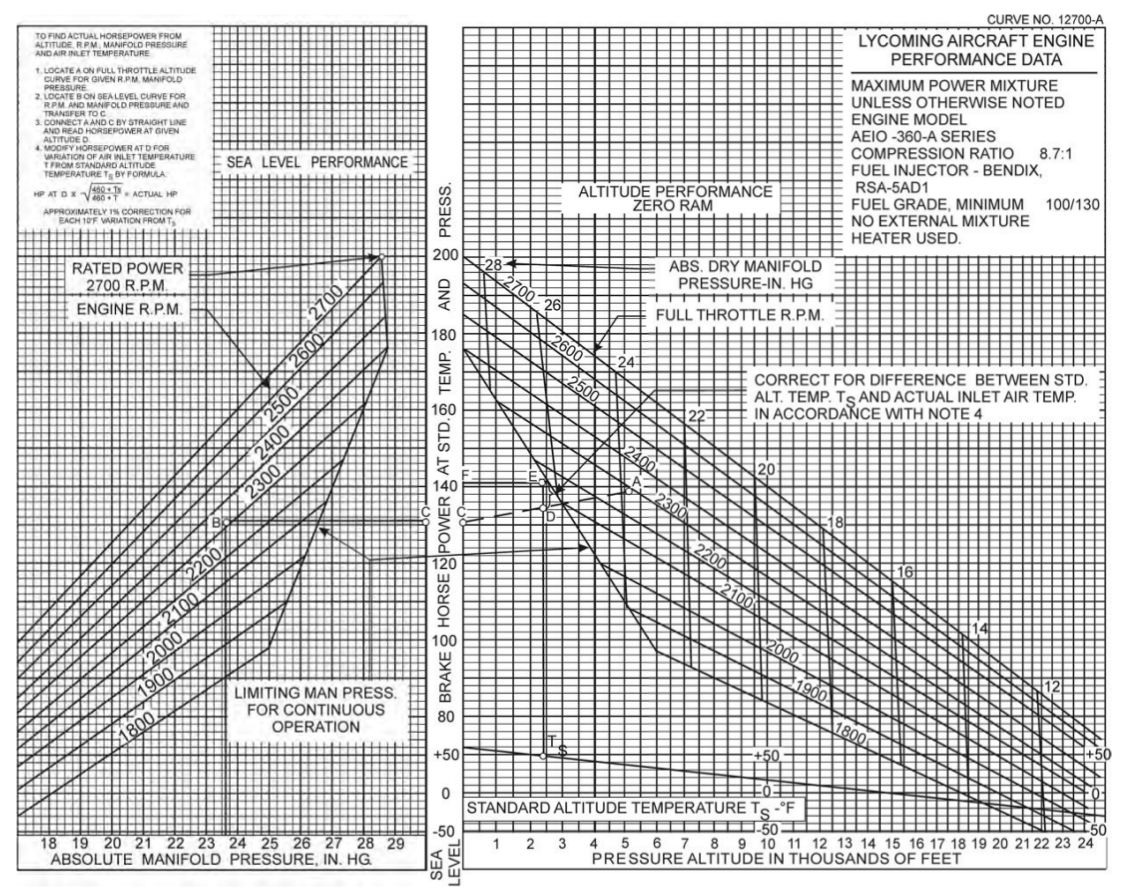 CURVE NO. 12700-A
TO FIND ACTUAL HORSEPOWER FROM
ALTITUDE, R.P.M., MANIFOLD PRESSURE
AND AIR INLET TEMPERATURE.
1. LOCATE A ON FULL THROTTLE ALTITUDE
CURVE FOR GIVEN R.P.M. MANIFOLD
PRESSURE.
2. LOCATE B ON SEA LEVEL CURVE FOR
R.P.M. AND MANIFOLD PRESSURE AND
TRANSFER TO C.
3. CONNECT A AND C BY STRAIGHT LINE
AND READ HORSEPOWER AT GIVEN
ALTITUDE D.
4. MODIFY HORSEPOWER AT D FOR
VARIATION OF AIR INLET TEMPERATURE
T FROM STANDARD ALTITUDE
TEMPERATURE TS BY FORMULA.
HP AT D X √460 + Ts / 460 + T = ACTUAL HP
APPROXIMATELY 1% CORRECTION FOR
EACH 10°F VARIATION FROM TS
LYCOMING AIRCRAFT ENGINE
PERFORMANCE DATA
MAXIMUM POWER MIXTURE
UNLESS OTHERWISE NOTED
ENGINE MODEL
AEIO -360-A SERIES
COMPRESSION RATIO 8.7:1
FUEL INJECTOR - BENDIX,
RSA-5AD1
FUEL GRADE, MINIMUM 100/130
NO EXTERNAL MIXTURE
HEATER USED.
SEA LEVEL PERFORMANCE
ALTITUDE PERFORMANCE
ZERO RAM
RATED POWER
2700 R.P.M.
ENGINE R.P.M.
2700
2600
2500
2400
2300
2200
2100
2000
1900
1800
B
C
LIMITING MAN PRESS.
FOR CONTINUOUS
OPERATION
18 19 20 21 22 23 24 25 26 27 28 29
ABSOLUTE MANIFOLD PRESSURE, IN. HG.
BRAKE HORSE POWER AT STD. TEMP. AND PRESS.
200
180
160
140
120
100
80
+50
0
-50
SEA
LEVEL
ABS. DRY MANIFOLD
PRESSURE-IN. HG
FULL THROTTLE R.P.M.
CORRECT FOR DIFFERENCE BETWEEN STD.
ALT. TEMP. TS AND ACTUAL INLET AIR TEMP.
IN ACCORDANCE WITH NOTE 4
28
26
24
22
20
18
16
14
12
2700
2600
2500
2400
2300
2200
2100
2000
1900
1800
F
E
A
C
D
TS
+50
0
-50
+50
0
50
STANDARD ALTITUDE TEMPERATURE TS -°F
1 2 3 4 5 6 7 8 9 10 11 12 13 14 15 16 17 18 19 20 21 22 23 24
PRESSURE ALTITUDE IN THOUSANDS OF FEET